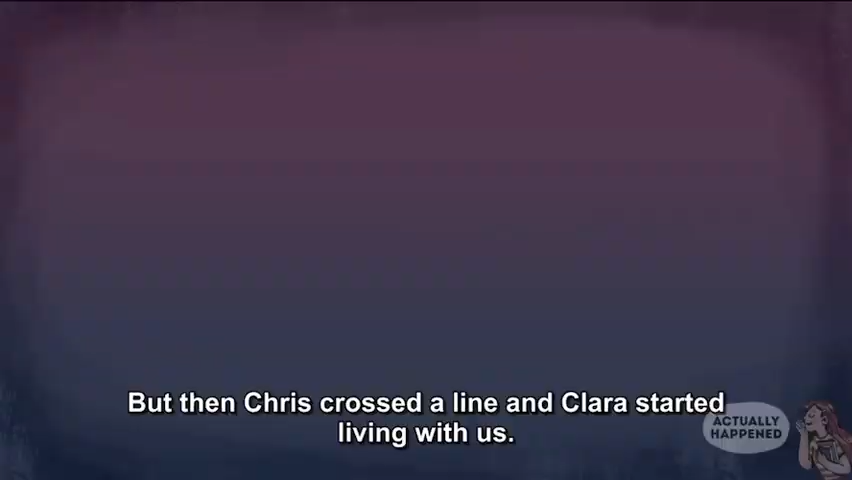 But then Chris crossed a line and Clara started
living with us.
ACTUALLY
HAPPENED